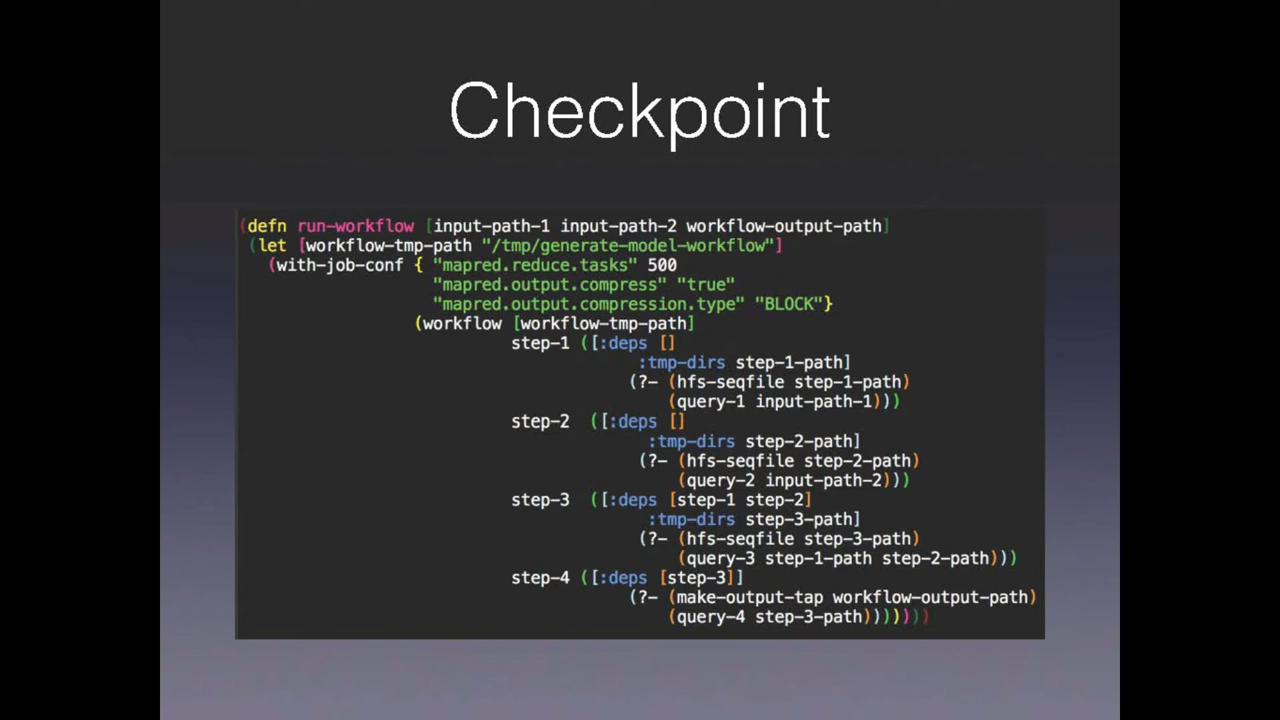 Checkpoint
(defn run-workflow [input-path-1 input-path-2 workflow-output-path]
(let [workflow-tmp-path "/tmp/generate-model-workflow"]
(with-job-conf { "mapred.reduce.tasks" 500
"mapred.output.compress" "true"
"mapred.output.compression.type" "BLOCK"}
(workflow [workflow-tmp-path]
step-1 ([:deps []
:tmp-dirs step-1-path]
(?- (hfs-seqfile step-1-path)
(query-1 input-path-1)))
step-2 ([:deps []
:tmp-dirs step-2-path]
(?- (hfs-seqfile step-2-path)
(query-2 input-path-2)))
step-3 ([:deps [step-1 step-2]
:tmp-dirs step-3-path]
(?- (hfs-seqfile step-3-path)
(query-3 step-1-path step-2-path)))
step-4 ([:deps [step-3]]
(?- (make-output-tap workflow-output-path)
(query-4 step-3-path)))))))